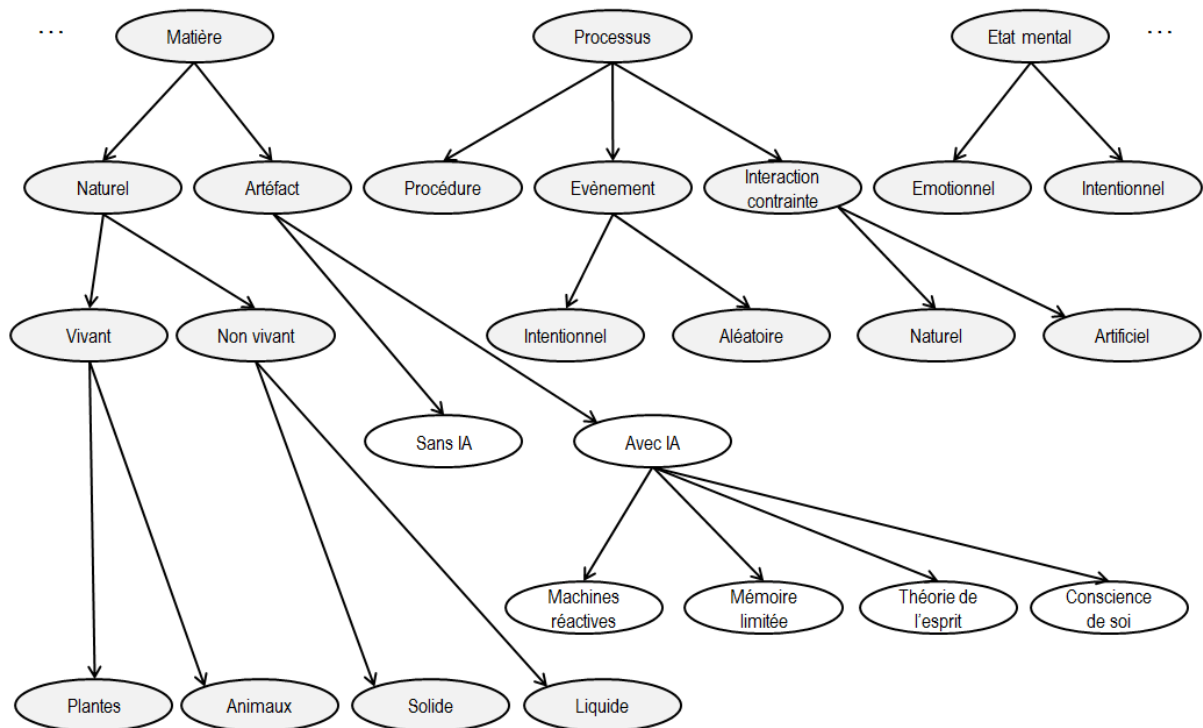 ...
Matière
Processus
Etat mental
...
Naturel
Artéfact
Procédure
Evènement
Interaction
contrainte
Emotionnel
Intentionnel
Vivant
Non vivant
Intentionnel
Aléatoire
Naturel
Artificiel
Sans IA
Avec IA
Machines
réactives
Mémoire
limitée
Théorie de
l’esprit
Conscience
de soi
Plantes
Animaux
Solide
Liquide